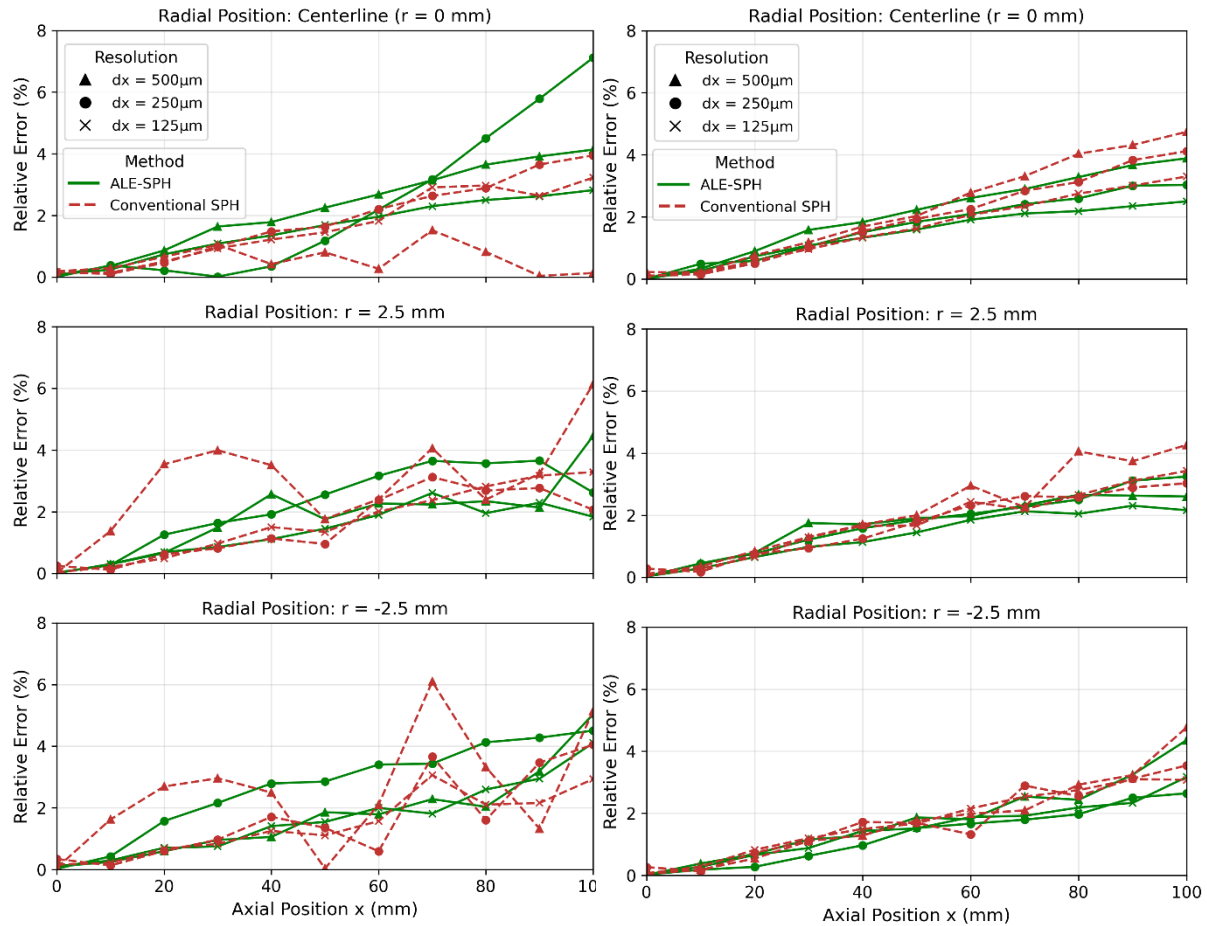 Radial Position: Centerline (r = 0 mm)
Relative Error (%)
8
6
4
2
0
Resolution
dx = 500μm
dx = 250μm
dx = 125μm
Method
ALE-SPH
Conventional SPH
Radial Position: r = 2.5 mm
Relative Error (%)
8
6
4
2
0
Radial Position: r = -2.5 mm
Relative Error (%)
8
6
4
2
0
0 20 40 60 80 10
Axial Position x (mm)
Radial Position: Centerline (r = 0 mm)
Relative Error (%)
8
6
4
2
0
Resolution
dx = 500μm
dx = 250μm
dx = 125μm
Method
ALE-SPH
Conventional SPH
Radial Position: r = 2.5 mm
Relative Error (%)
8
6
4
2
0
Radial Position: r = -2.5 mm
Relative Error (%)
8
6
4
2
0
0 20 40 60 80 100
Axial Position x (mm)